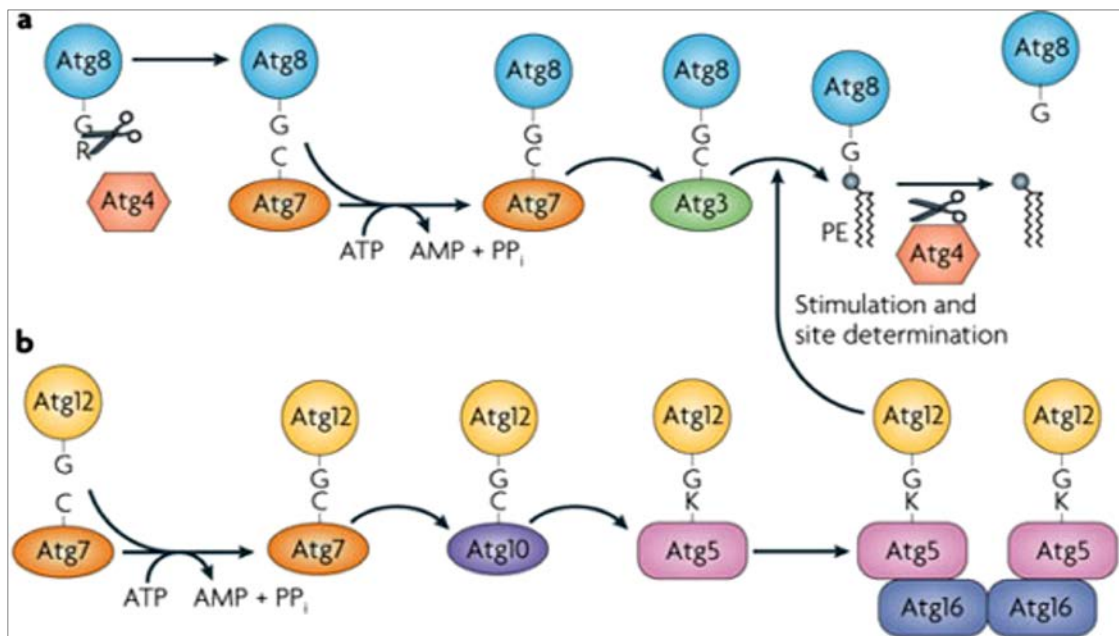 a
Atg8
Atg8
Atg8
Atg8
Atg8
Atg8
G
R
G
C
G
C
G
C
G
G
Atg4
Atg7
Atg7
Atg3
PE
Atg4
ATP
AMP + PPi
Stimulation and
site determination
b
Atg12
Atg12
Atg12
Atg12
Atg12
Atg12
G
C
G
C
G
C
G
K
G
K
G
K
Atg7
Atg7
Atg10
Atg5
Atg5
Atg5
ATP
AMP + PPi
Atg16
Atg16